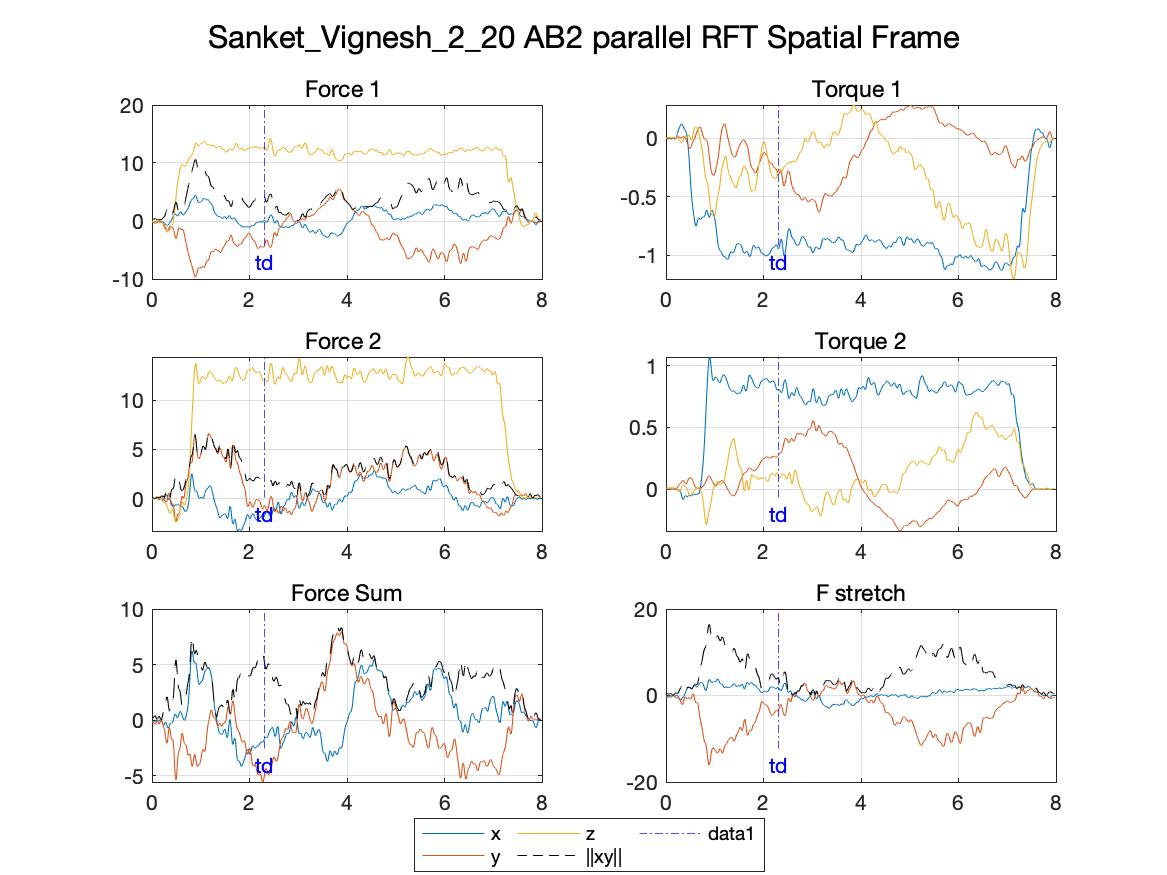 Sanket_Vignesh_2_20 AB2 parallel RFT Spatial Frame
Force 1
20
10
0
-10
td
0 2 4 6 8
Torque 1
0
-0.5
-1
td
0 2 4 6 8
Force 2
10
5
0
td
0 2 4 6 8
Torque 2
1
0.5
0
td
0 2 4 6 8
Force Sum
10
5
0
-5
td
0 2 4 6 8
F stretch
20
0
-20
td
0 2 4 6 8
x z data1
y ||xy||